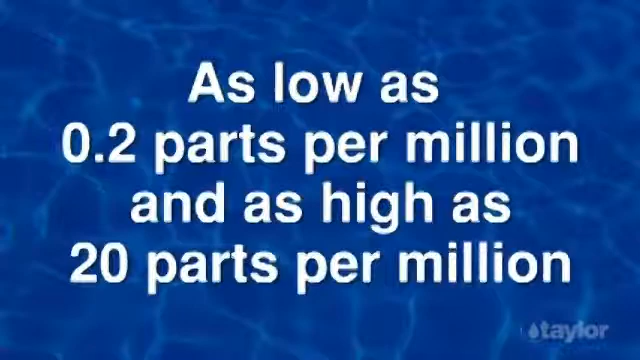 As low as
0.2 parts per million
and as high as
20 parts per million
taylor